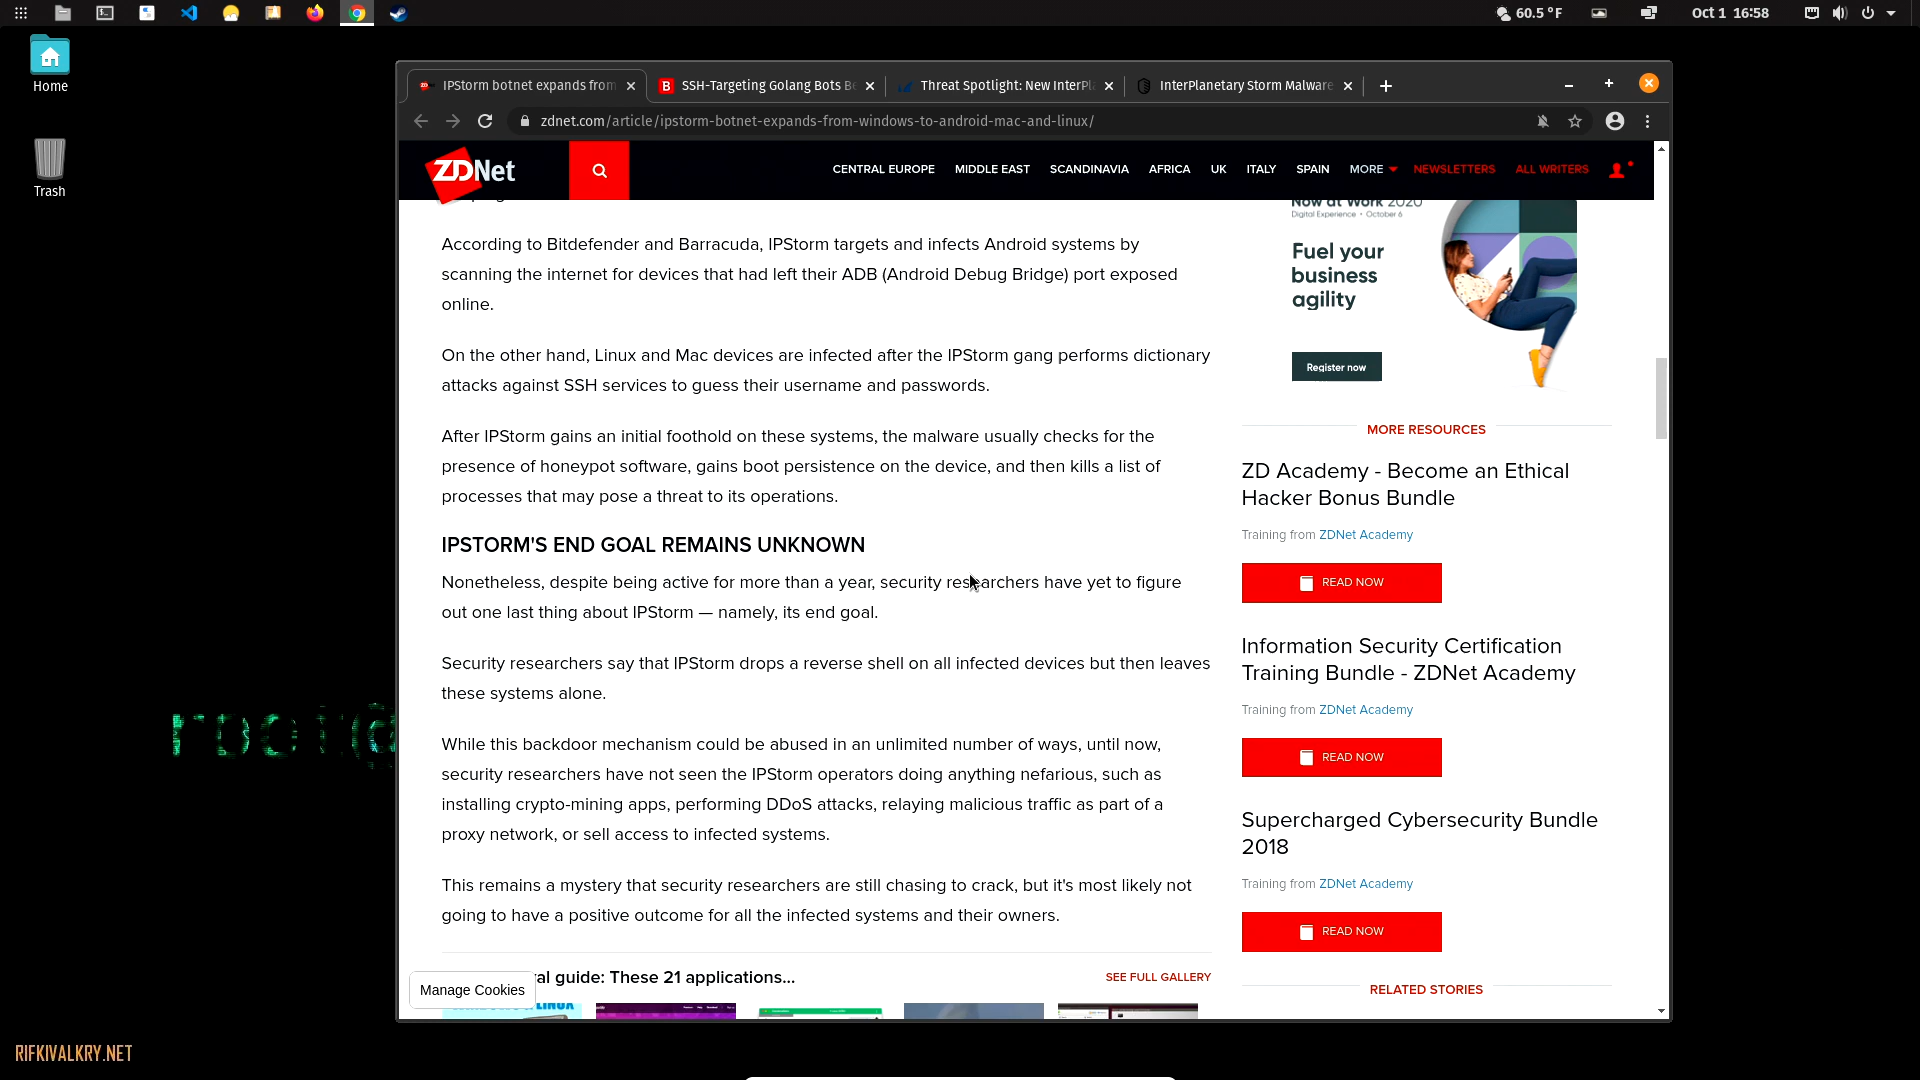 60.5 °F
Oct 1 16:58
Home
Trash
IPStorm botnet expands from
SSH-Targeting Golang Bots Be
Threat Spotlight: New InterPla
InterPlanetary Storm Malware
zdnet.com/article/ipstorm-botnet-expands-from-windows-to-android-mac-and-linux/
ZDNet
CENTRAL EUROPE
MIDDLE EAST
SCANDINAVIA
AFRICA
UK
ITALY
SPAIN
MORE
NEWSLETTERS
ALL WRITERS
According to Bitdefender and Barracuda, IPStorm targets and infects Android systems by
scanning the internet for devices that had left their ADB (Android Debug Bridge) port exposed
online.
On the other hand, Linux and Mac devices are infected after the IPStorm gang performs dictionary
attacks against SSH services to guess their username and passwords.
After IPStorm gains an initial foothold on these systems, the malware usually checks for the
presence of honeypot software, gains boot persistence on the device, and then kills a list of
processes that may pose a threat to its operations.
IPSTORM'S END GOAL REMAINS UNKNOWN
Nonetheless, despite being active for more than a year, security researchers have yet to figure
out one last thing about IPStorm — namely, its end goal.
Security researchers say that IPStorm drops a reverse shell on all infected devices but then leaves
these systems alone.
While this backdoor mechanism could be abused in an unlimited number of ways, until now,
security researchers have not seen the IPStorm operators doing anything nefarious, such as
installing crypto-mining apps, performing DDoS attacks, relaying malicious traffic as part of a
proxy network, or sell access to infected systems.
This remains a mystery that security researchers are still chasing to crack, but it's most likely not
going to have a positive outcome for all the infected systems and their owners.
al guide: These 21 applications...
SEE FULL GALLERY
Manage Cookies
Now at Work 2020
Digital Experience • October 6
Fuel your
business
agility
Register now
MORE RESOURCES
ZD Academy - Become an Ethical
Hacker Bonus Bundle
Training from ZDNet Academy
READ NOW
Information Security Certification
Training Bundle - ZDNet Academy
Training from ZDNet Academy
READ NOW
Supercharged Cybersecurity Bundle
2018
Training from ZDNet Academy
READ NOW
RELATED STORIES
root@
RIFKIVALKRY.NET